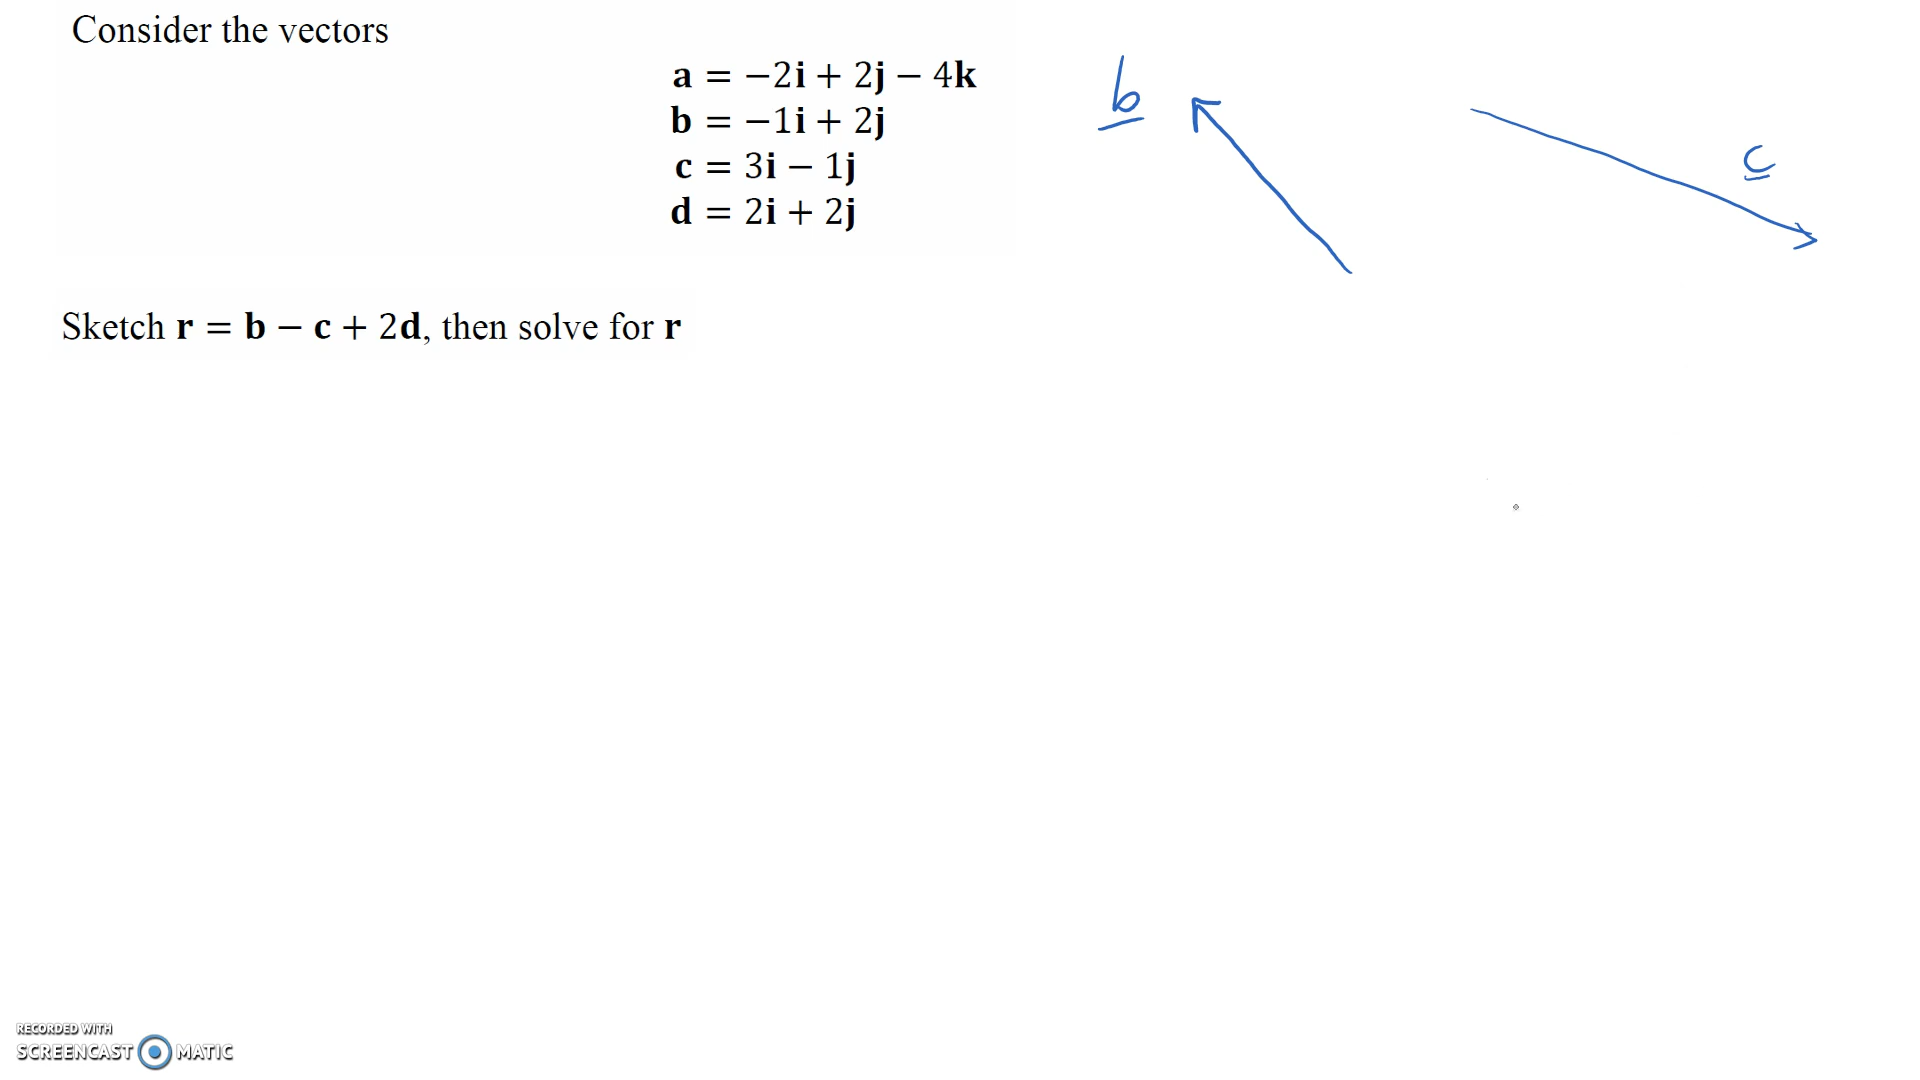 Consider the vectors
a = −2i + 2j − 4k
b = −1i + 2j
c = 3i − 1j
d = 2i + 2j
b
c
Sketch r = b − c + 2d, then solve for r
RECORDED WITH
SCREENCAST MATIC